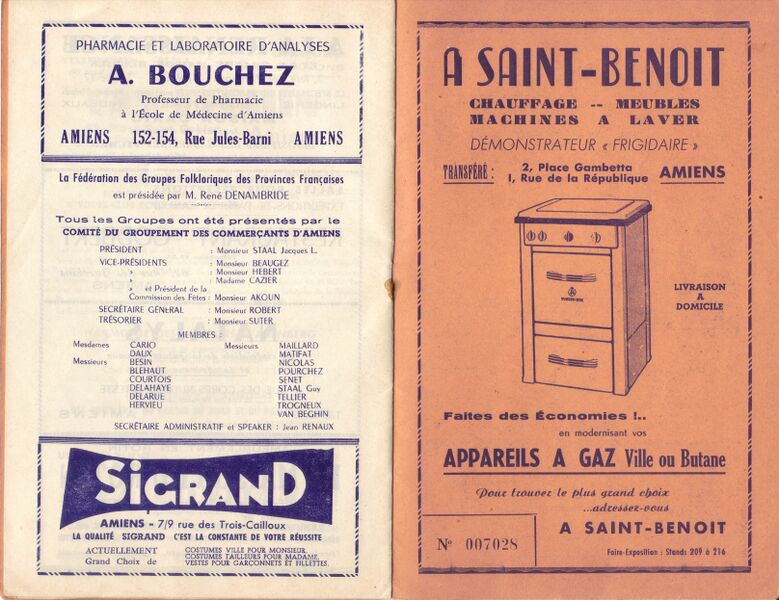 PHARMACIE ET LABORATOIRE D'ANALYSES
A. BOUCHEZ
Professeur de Pharmacie
à l'École de Médecine d'Amiens
AMIENS 152-154, Rue Jules-Barni AMIENS
La Fédération des Groupes Folkloriques des Provinces Françaises
est présidée par M. René DENAMBRIDE
Tous les Groupes ont été présentés par le
COMITÉ DU GROUPEMENT DES COMMERÇANTS D'AMIENS
PRÉSIDENT : Monsieur STAAL Jacques L.
VICE-PRÉSIDENTS : Monsieur BEAUGEZ
» : Monsieur HEBERT
» : Madame CAZIER
» et Président de la
Commission des Fêtes : Monsieur AKOUN
SECRÉTAIRE GÉNÉRAL : Monsieur ROBERT
TRÉSORIER : Monsieur SUTER
MEMBRES :
Mesdames CARIO Messieurs MAILLARD
DAUX MATIFAT
Messieurs BESIN NICOLAS
BLEHAUT POURCHEZ
COURTOIS SENET
DELAHAYE STAAL Guy
DELARUE TELLIER
HERVIEU TROGNEUX
VAN BEGHIN
SECRÉTAIRE ADMINISTRATIF et SPEAKER : Jean RENAUX
SIGRAND
AMIENS - 7/9 rue des Trois-Cailloux
LA QUALITÉ SIGRAND C'EST LA CONSTANTE DE VOTRE RÉUSSITE
ACTUELLEMENT COSTUMES VILLE POUR MONSIEUR.
Grand Choix de COSTUMES TAILLEURS POUR MADAME,
VESTES POUR GARÇONNETS ET FILLETTES.
A SAINT-BENOIT
CHAUFFAGE -- MEUBLES
MACHINES A LAVER
DÉMONSTRATEUR « FRIGIDAIRE »
TRANSFÉRÉ : 2, Place Gambetta
1, Rue de la République AMIENS
LIVRAISON
A
DOMICILE
Faites des Économies !..
en modernisant vos
APPAREILS A GAZ Ville ou Butane
Pour trouver le plus grand choix
...adressez-vous
A SAINT-BENOIT
N° 007028
Foire-Exposition : Stands 209 à 216